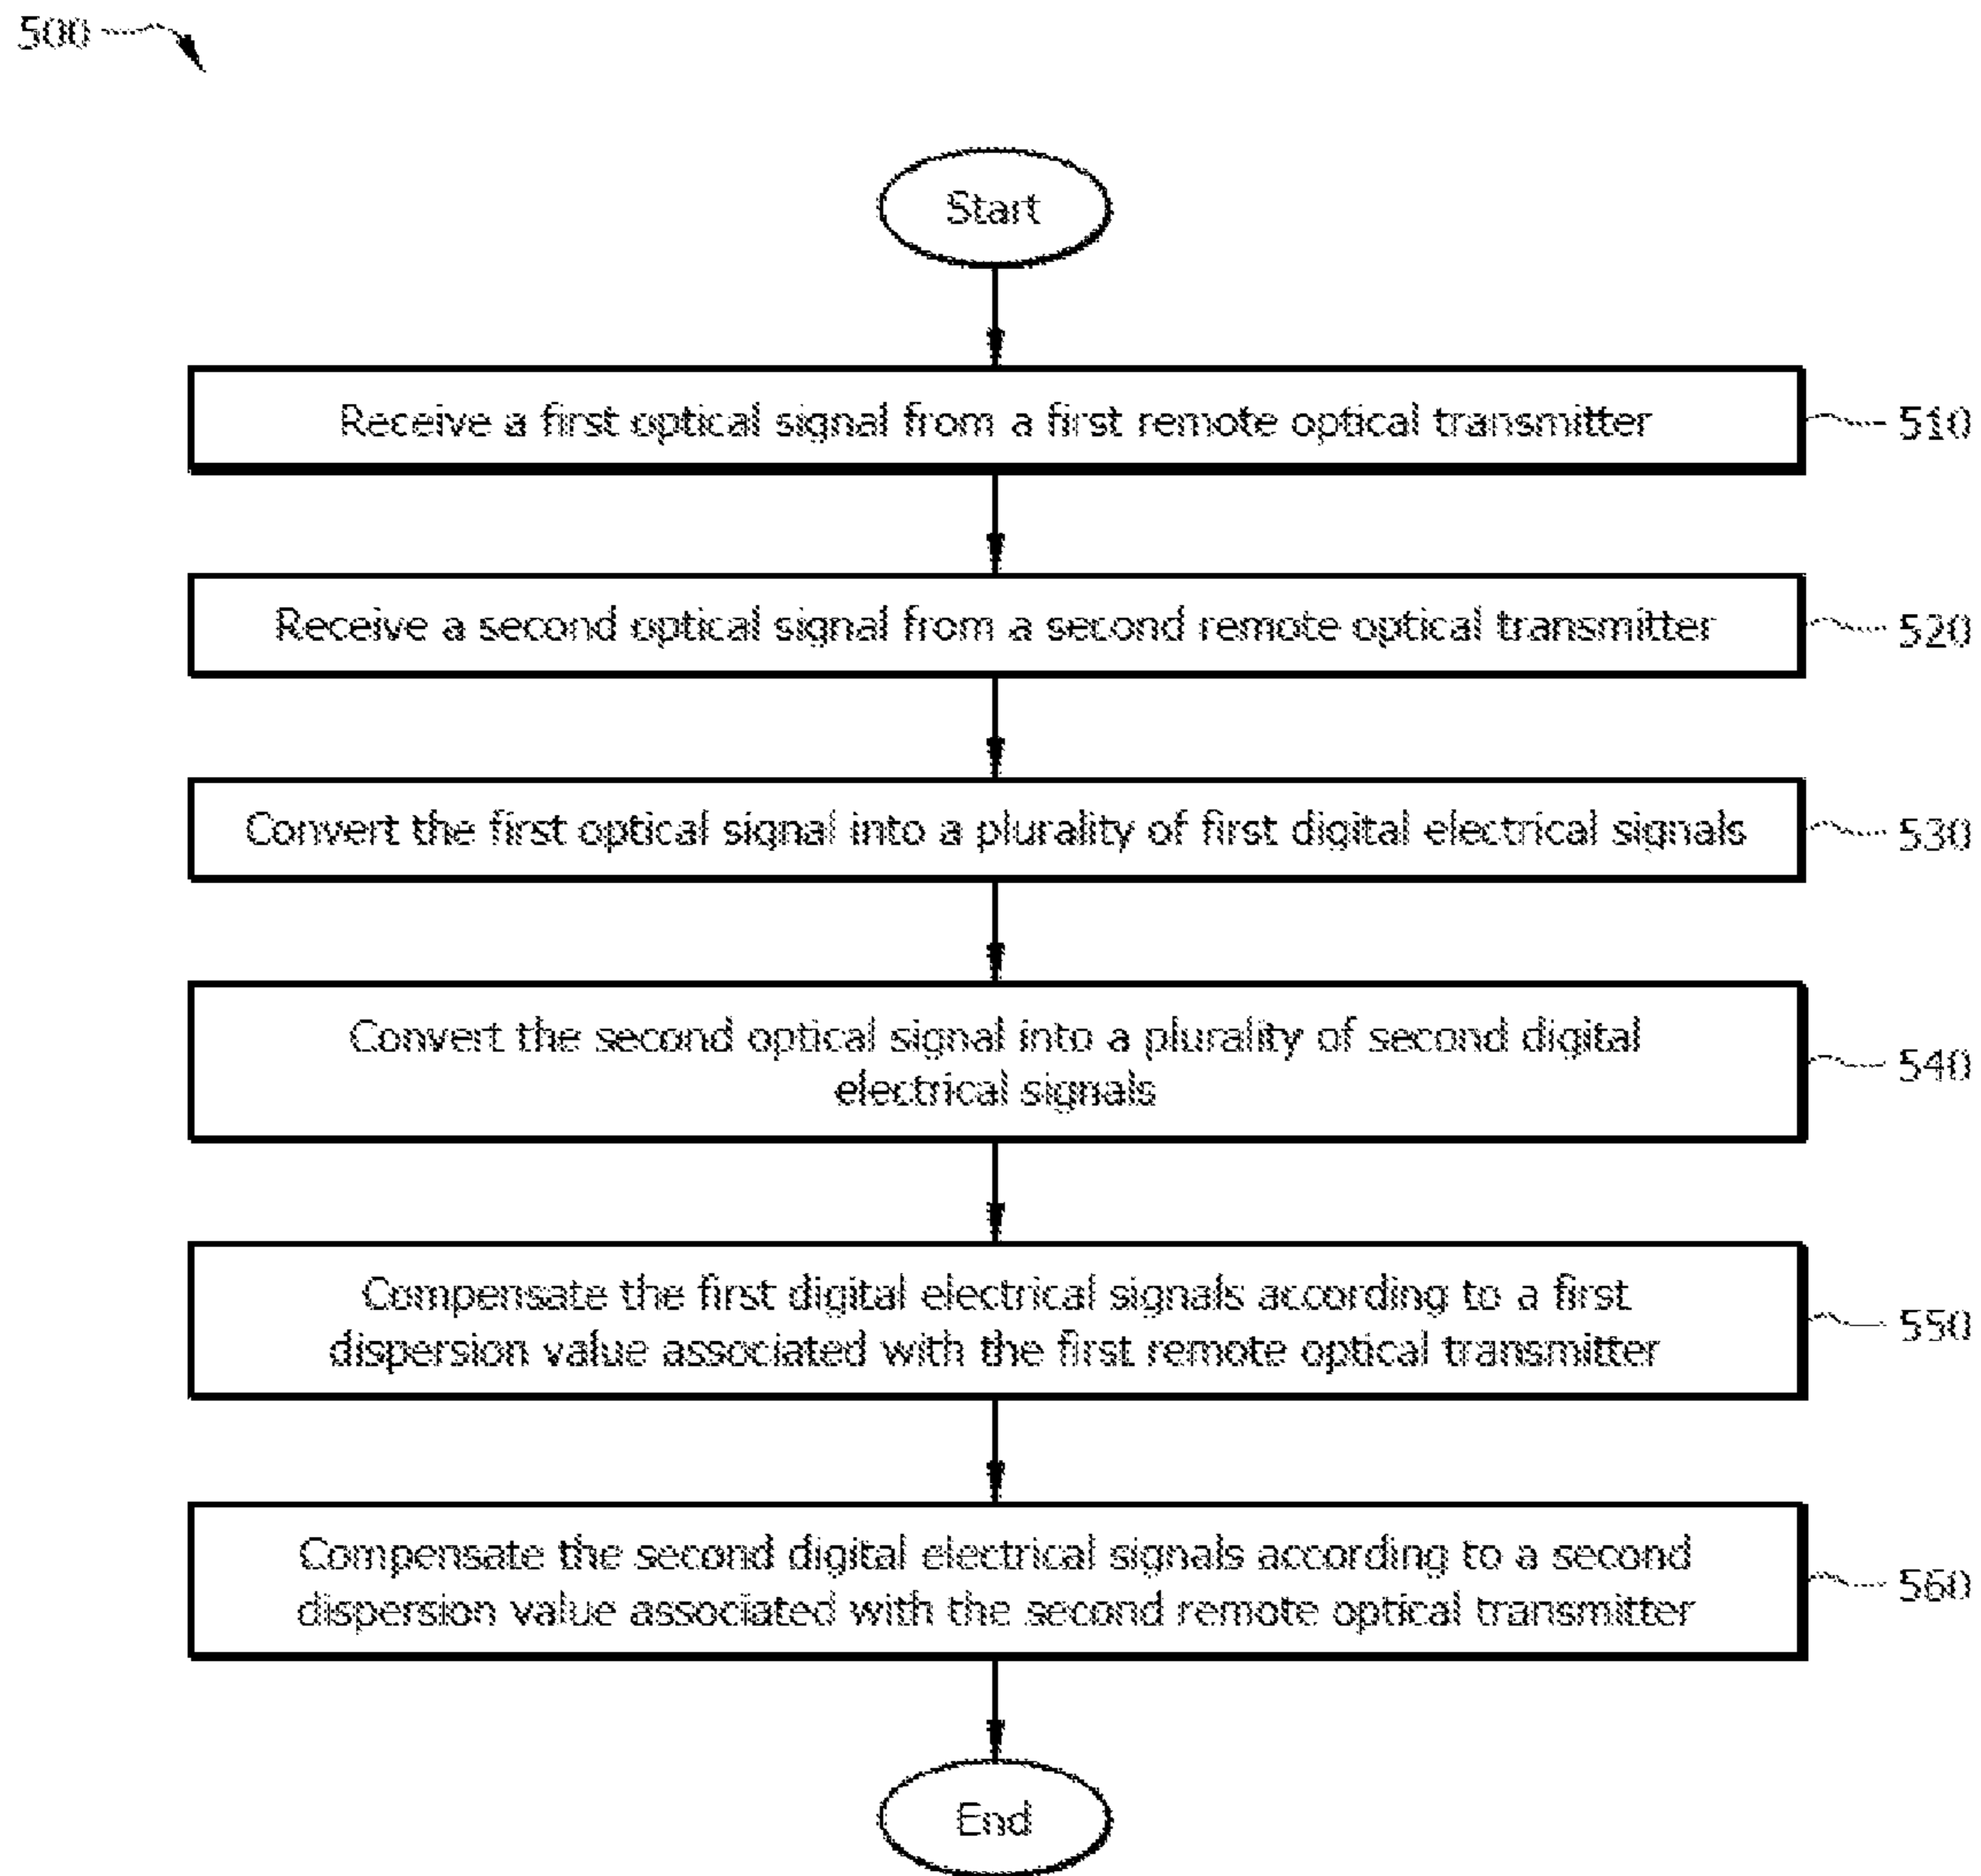 500
Start
Receive a first optical signal from a first remote optical transmitter
510
Receive a second optical signal from a second remote optical transmitter
520
Convert the first optical signal into a plurality of first digital electrical signals
530
Convert the second optical signal into a plurality of second digital
electrical signals
540
Compensate the first digital electrical signals according to a first
dispersion value associated with the first remote optical transmitter
550
Compensate the second digital electrical signals according to a second
dispersion value associated with the second remote optical transmitter
560
End